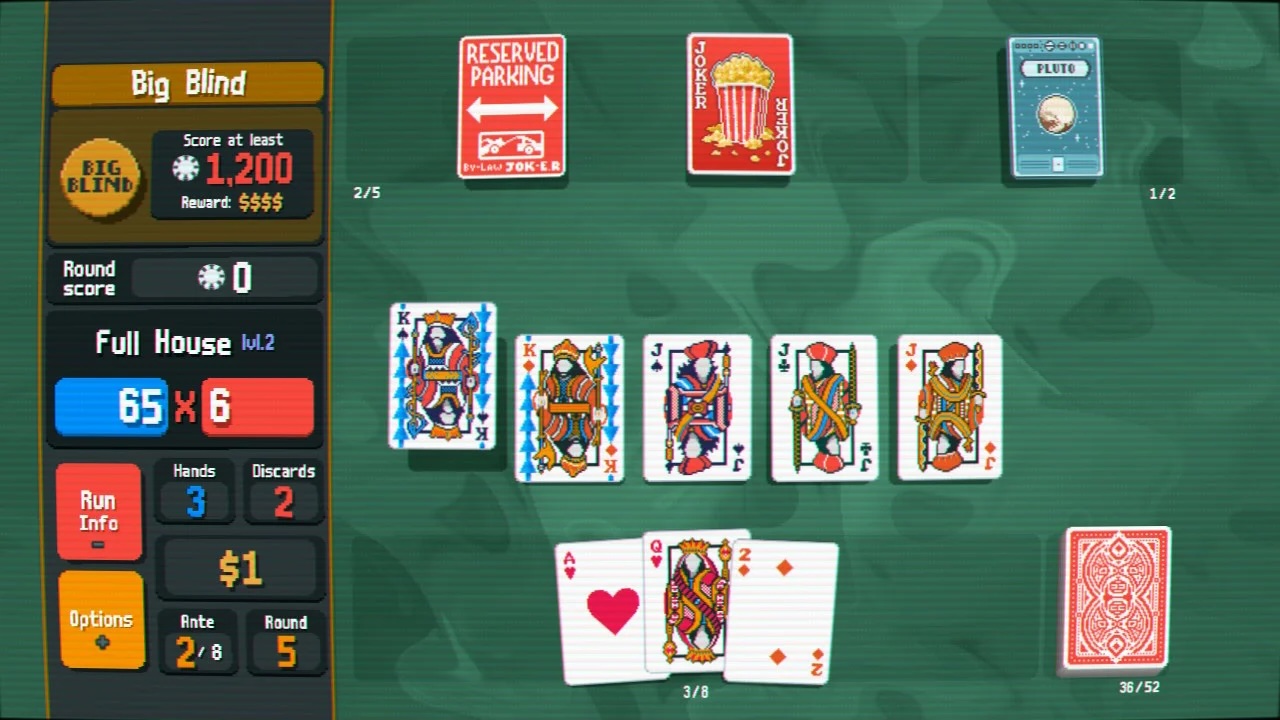 Big Blind
BIG
BLIND
Score at least
1,200
Reward: $$$$
Round
score
0
Full House lvl.2
65 X 6
Run
Info
Hands
3
Discards
2
$1
Options
Ante
2/8
Round
5
RESERVED
PARKING
BY-LAW JOK-E-R
2/5
JOKER
JOKER
PLUTO
1/2
K
K
K
K
J
J
J
J
J
J
A
Q
2
2
3/8
36/52